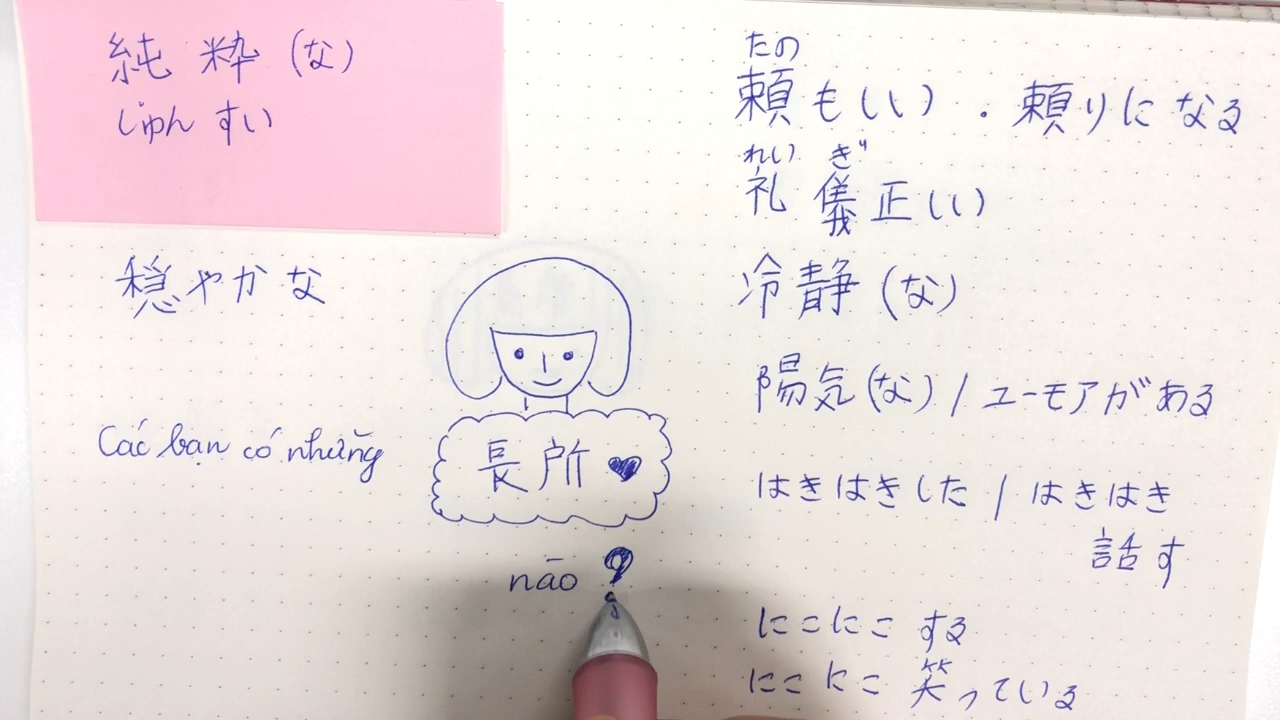 純粋(な)
じゅんすい
穏やかな
Các bạn có những
長所
nāo ?
たの
頼もしい . 頼りになる
れい ぎ
礼儀正しい
冷静(な)
陽気(な) / ユーモアがある
はきはきした / はきはき
話す
にこにこ する
にこにこ 笑っている